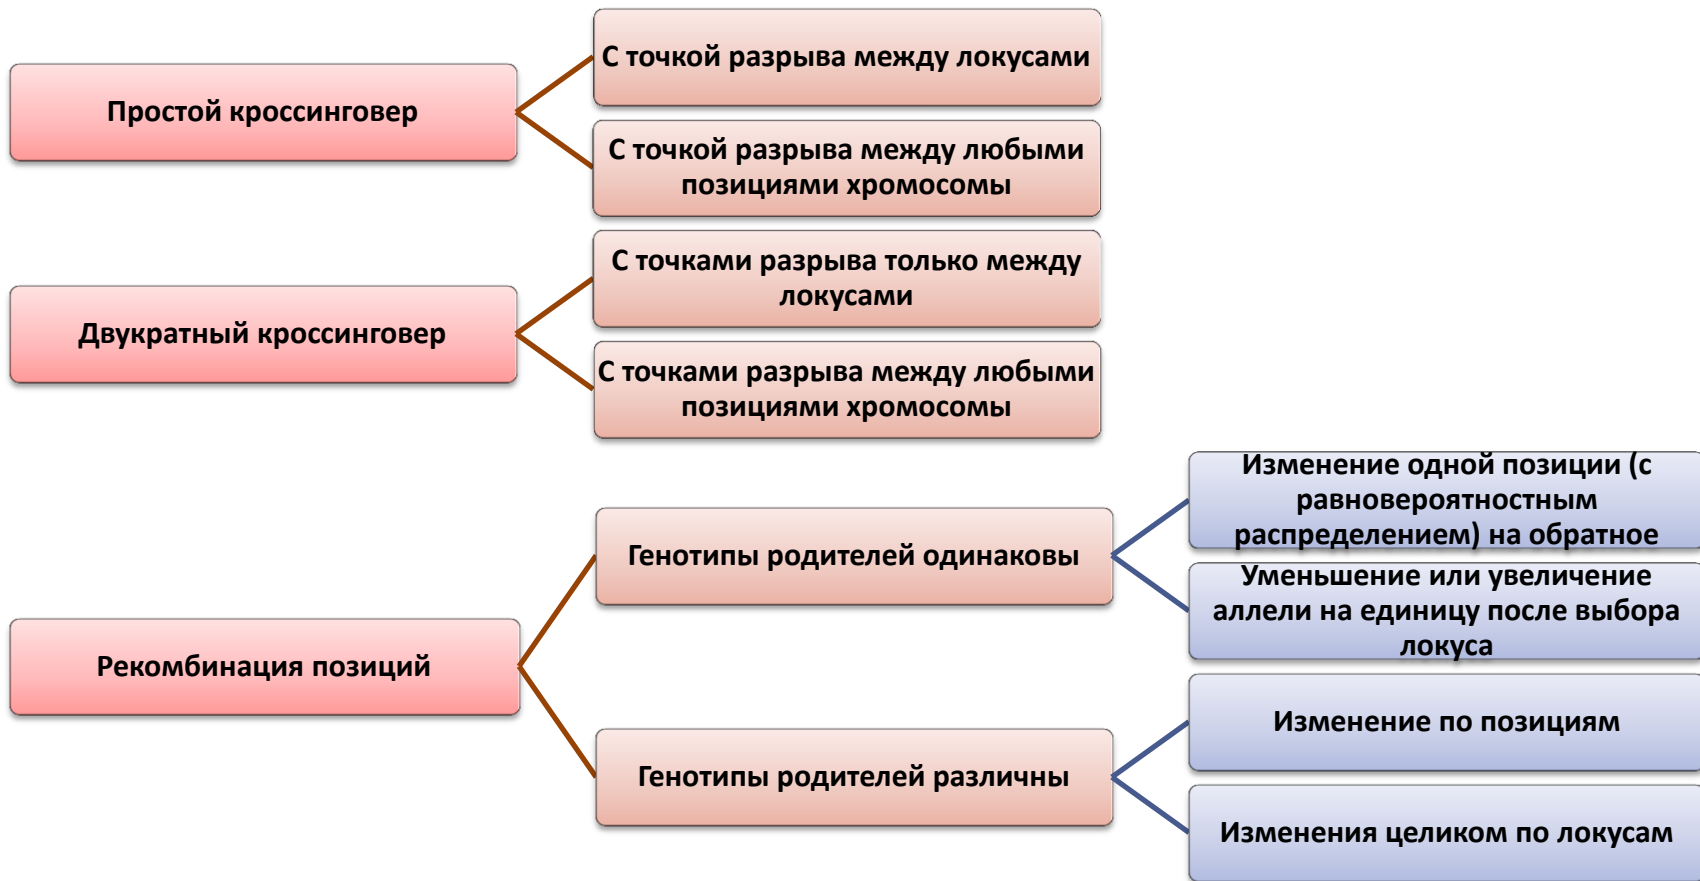 С точкой разрыва между локусами
Простой кроссинговер
С точкой разрыва между любыми
позициями хромосомы
С точками разрыва только между
локусами
Двукратный кроссинговер
С точками разрыва между любыми
позициями хромосомы
Изменение одной позиции (с
равновероятностным
распределением) на обратное
Генотипы родителей одинаковы
Уменьшение или увеличение
аллели на единицу после выбора
локуса
Рекомбинация позиций
Изменение по позициям
Генотипы родителей различны
Изменения целиком по локусам